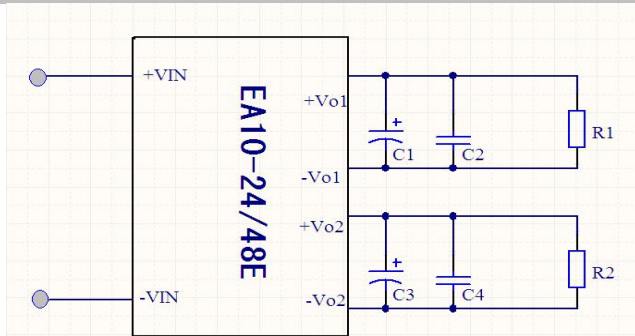 +VIN
-VIN
EA10-24/48E
+Vo1
-Vo1
+Vo2
-Vo2
+
C1
C2
R1
+
C3
C4
R2